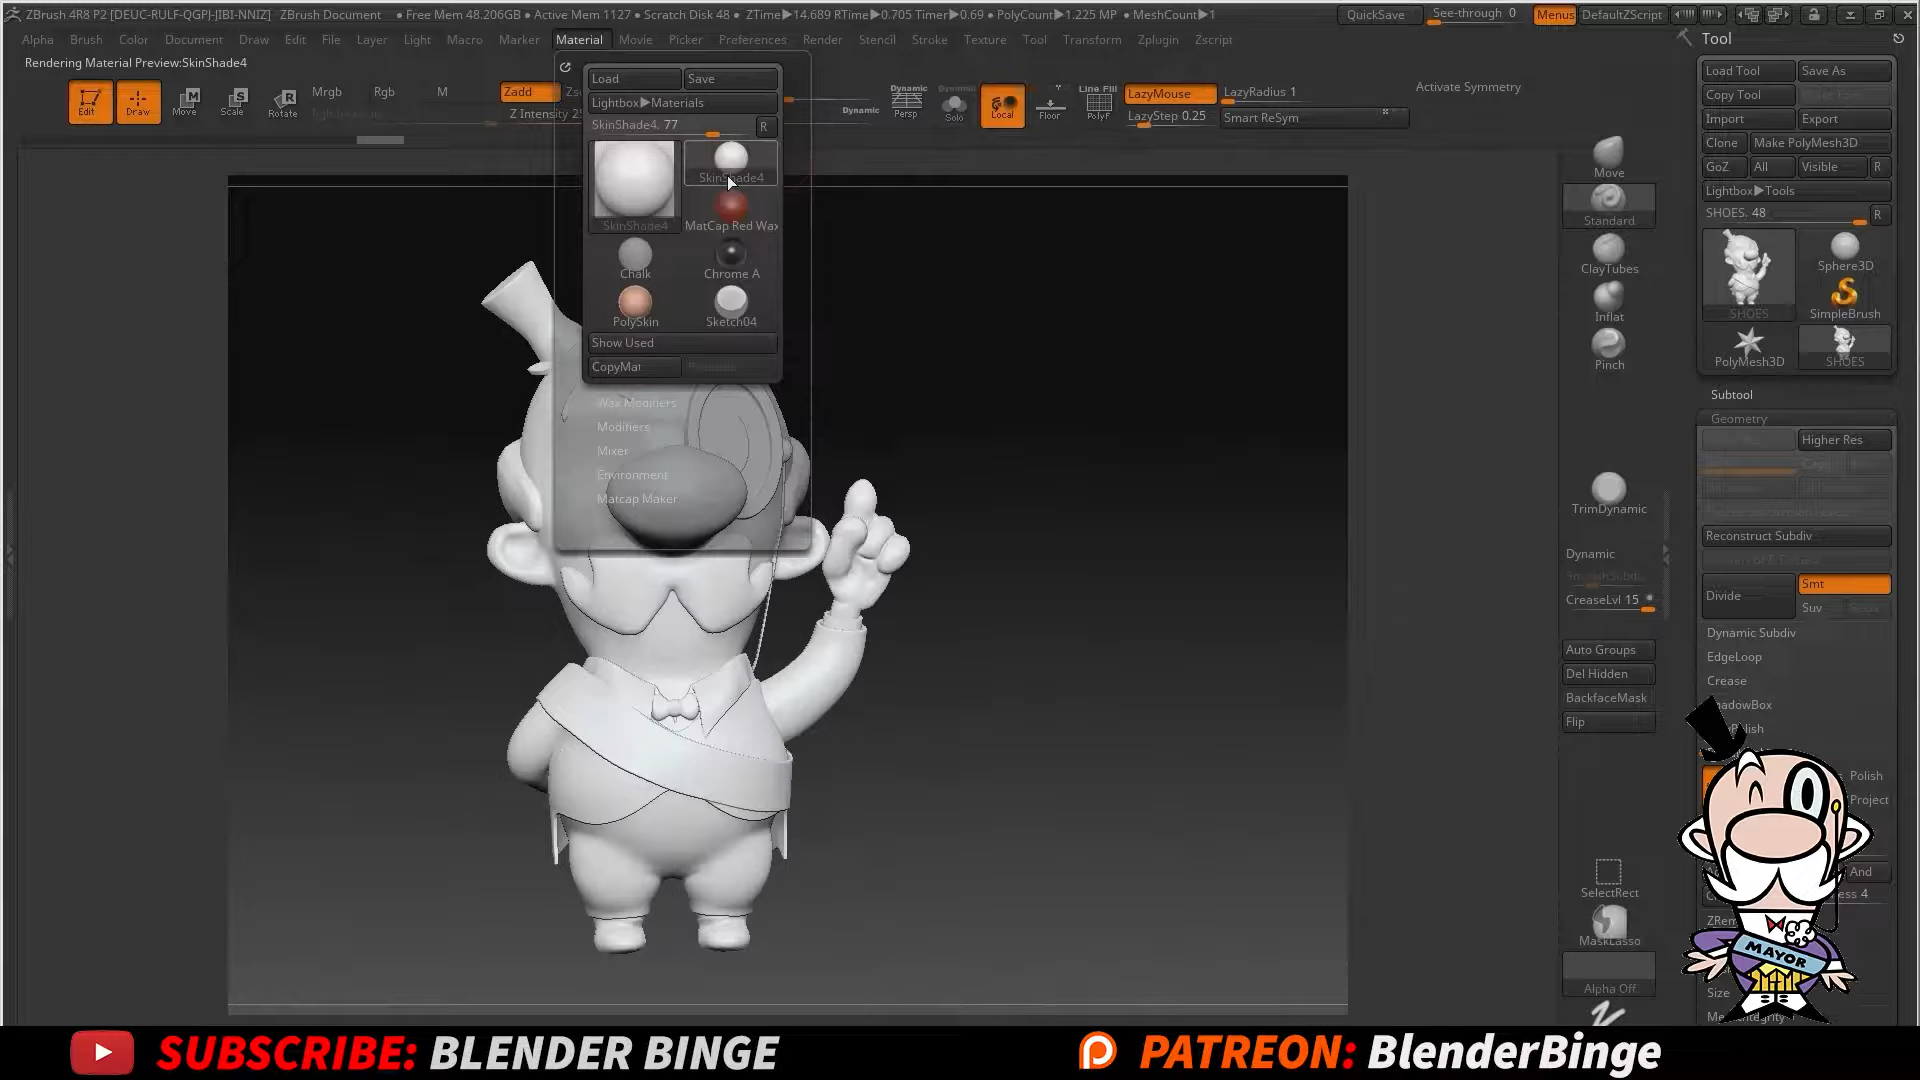 ZBrush 4R8 P2 [DEUC-RULF-QGPJ-JIBI-NNIZ] ZBrush Document • Free Mem 48.206GB • Active Mem 1127 • Scratch Disk 48 • ZTime▶14.689 RTime▶0.705 Timer▶0.69 • PolyCount▶1.225 MP • MeshCount▶1 QuickSave See-through 0 Menus DefaultZScript
Alpha Brush Color Document Draw Edit File Layer Light Macro Marker Material Movie Picker Preferences Render Stencil Stroke Texture Tool Transform Zplugin Zscript
Rendering Material Preview:SkinShade4
Edit Draw Move Scale Rotate
Mrgb Rgb M
Zadd
Z Intensity
Load Save
Lightbox▶Materials
SkinShade4. 77 R
SkinShade4
SkinShade4
MatCap Red Wax
Chalk Chrome A
PolySkin Sketch04
Show Used
CopyMat
Wax Modifiers
Modifiers
Mixer
Environment
Matcap Maker
Dynamic
Dynamic
Persp
Solo
Local
Floor
Line Fill
PolyF
LazyMouse LazyRadius 1
LazyStep 0.25 Smart ReSym
Activate Symmetry
Move
Standard
ClayTubes
Inflat
Pinch
TrimDynamic
Dynamic
CreaseLvl 15
Auto Groups
Del Hidden
BackfaceMask
Flip
SelectRect
MaskLasso
Alpha Off
Tool
Load Tool Save As
Copy Tool
Import Export
Clone Make PolyMesh3D
GoZ All Visible R
Lightbox▶Tools
SHOES. 48 R
SHOES
Sphere3D
SimpleBrush
PolyMesh3D SHOES
Subtool
Geometry
Higher Res
Reconstruct Subdiv
Divide Smt
Suv
Dynamic Subdiv
EdgeLoop
Crease
Polish
Project
And
Size
MAYOR
SUBSCRIBE: BLENDER BINGE
PATREON: BlenderBinge